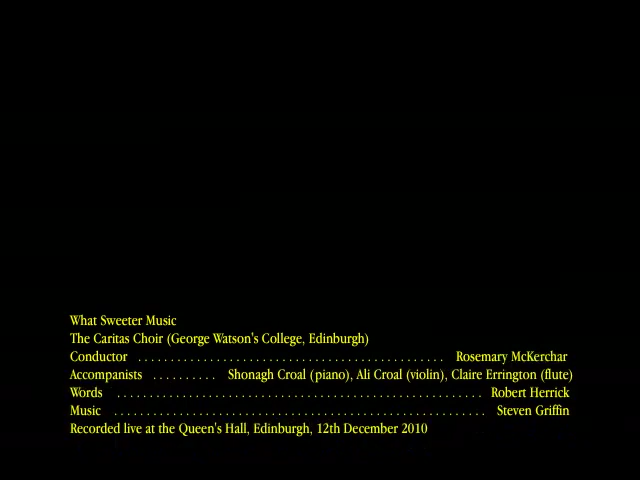 What Sweeter Music
The Caritas Choir (George Watson's College, Edinburgh)
Conductor . . . . . . . . . . . . . . . . . . . . . . . . . . . . . . . . . . . . . . . . . . . . . . . Rosemary McKerchar
Accompanists . . . . . . . . . . Shonagh Croal (piano), Ali Croal (violin), Claire Errington (flute)
Words . . . . . . . . . . . . . . . . . . . . . . . . . . . . . . . . . . . . . . . . . . . . . . . . . . . . . . . . Robert Herrick
Music . . . . . . . . . . . . . . . . . . . . . . . . . . . . . . . . . . . . . . . . . . . . . . . . . . . . . . . . . Steven Griffin
Recorded live at the Queen's Hall, Edinburgh, 12th December 2010